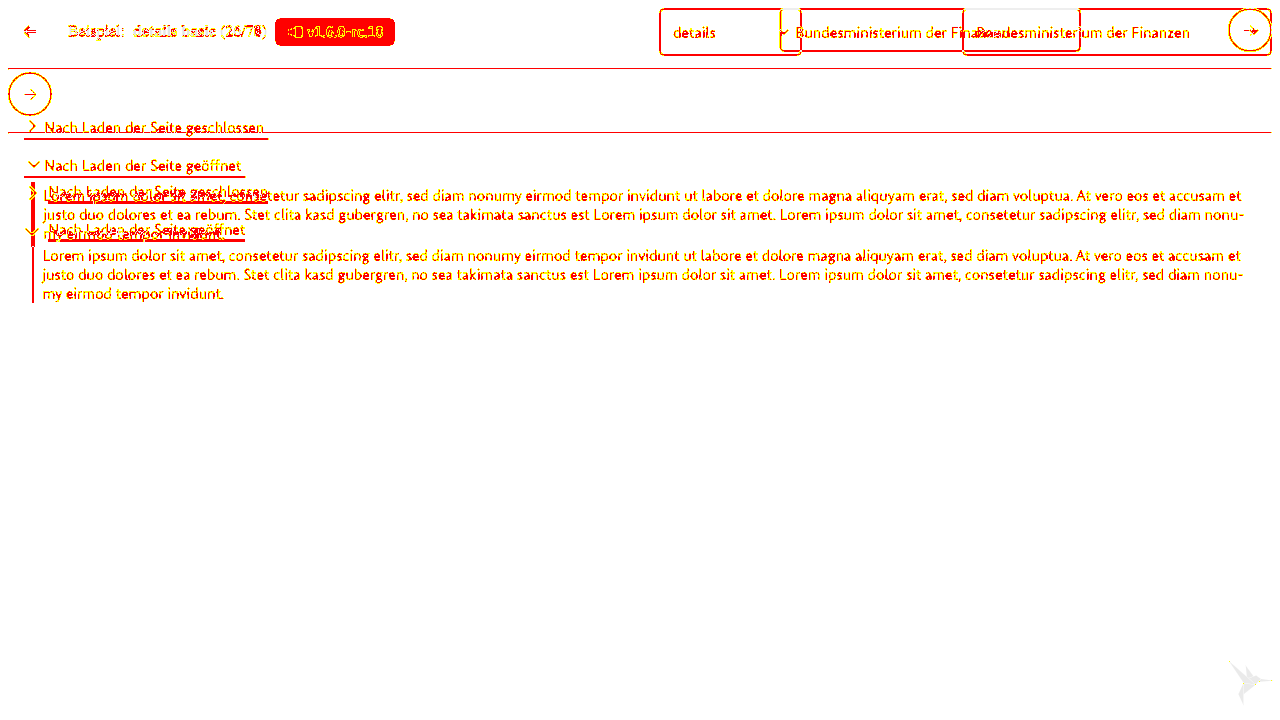 Beispiel: details basic v1.6.0-rc.10 details Bundesministerium der Finanzen Bundesministerium der Finanzen
Nach Laden der Seite geschlossen
Nach Laden der Seite geöffnet
Nach Laden der Seite geschlossen
Lorem ipsum dolor sit amet, consetetur sadipscing elitr, sed diam nonumy eirmod tempor invidunt ut labore et dolore magna aliquyam erat, sed diam voluptua. At vero eos et accusam et
justo duo dolores et ea rebum. Stet clita kasd gubergren, no sea takimata sanctus est Lorem ipsum dolor sit amet. Lorem ipsum dolor sit amet, consetetur sadipscing elitr, sed diam nonu-
Nach Laden der Seite geöffnet
my eirmod tempor invidunt.
Lorem ipsum dolor sit amet, consetetur sadipscing elitr, sed diam nonumy eirmod tempor invidunt ut labore et dolore magna aliquyam erat, sed diam voluptua. At vero eos et accusam et
justo duo dolores et ea rebum. Stet clita kasd gubergren, no sea takimata sanctus est Lorem ipsum dolor sit amet. Lorem ipsum dolor sit amet, consetetur sadipscing elitr, sed diam nonu-
my eirmod tempor invidunt.